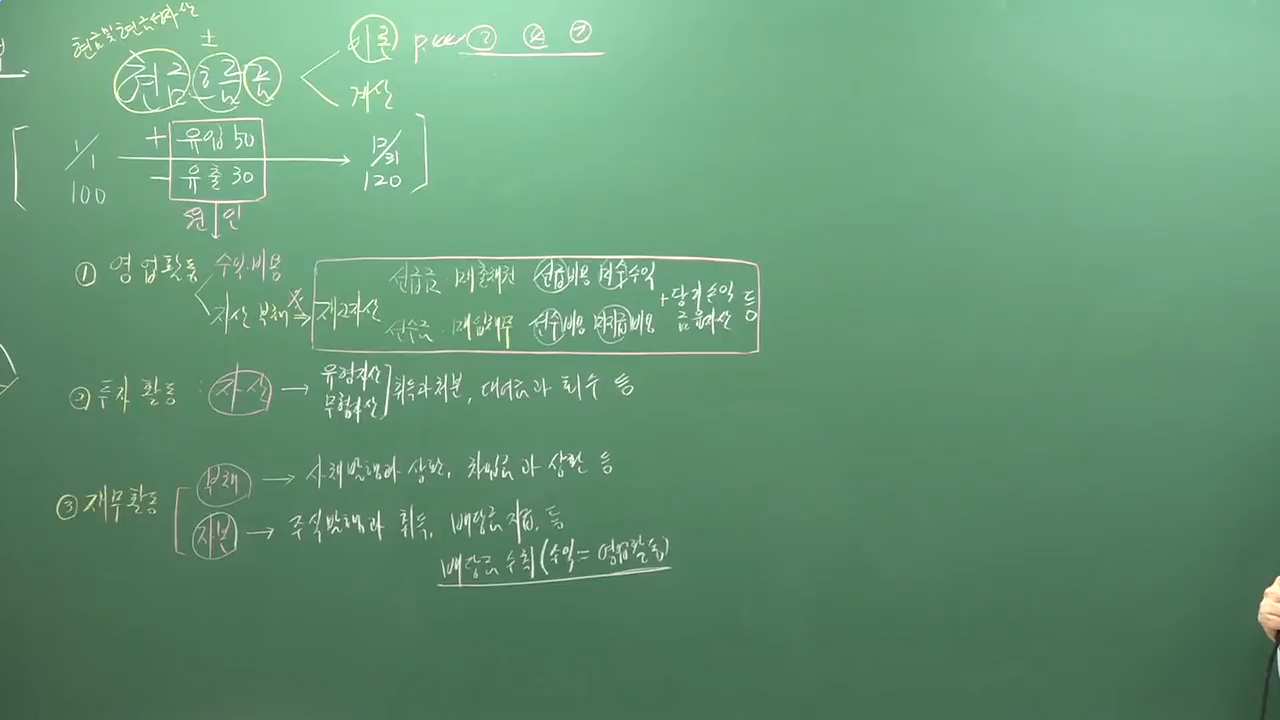 현금및현금성자산
±
현금흐름표
이론 p. ② ④ ⑦
계산
1/1 + 유입 50 12/31
100 - 유출 30 120
원인
① 영업활동 수익·비용
자산 부채 재고자산
선급금·매출채권 선급비용 미수수익
선수금·매입채무 선수 비용 미지급비용
+ 당기손익 금융자산 등
② 투자활동 : 자산 → 유형자산 무형자산 취득과 처분, 대여금과 회수 등
③ 재무활동
부채 → 사채발행과 상환, 차입금과 상환 등
자본 → 주식발행과 취득, 배당금지급, 등
배당금 수취 (수익 = 영업활동)